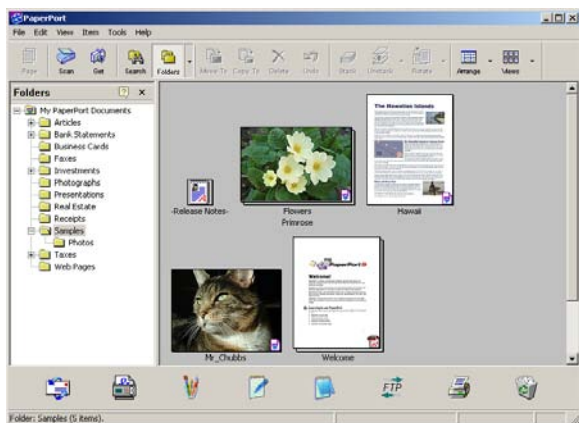 PaperPort
File Edit View Item Tools Help
Page Scan Get Search Folders Move To Copy To Delete Undo Stack Unstack Rotate Arrange Views
Folders
My PaperPort Documents
Articles
Bank Statements
Business Cards
Faxes
Investments
Photographs
Presentations
Real Estate
Receipts
Samples
Photos
Taxes
Web Pages
The Hawaiian Islands
-Release Notes-
Flowers
Primrose
Hawaii
PaperPort
Welcome!
Mr_Chubbs
Welcome
FTP
Folder: Samples (5 items).